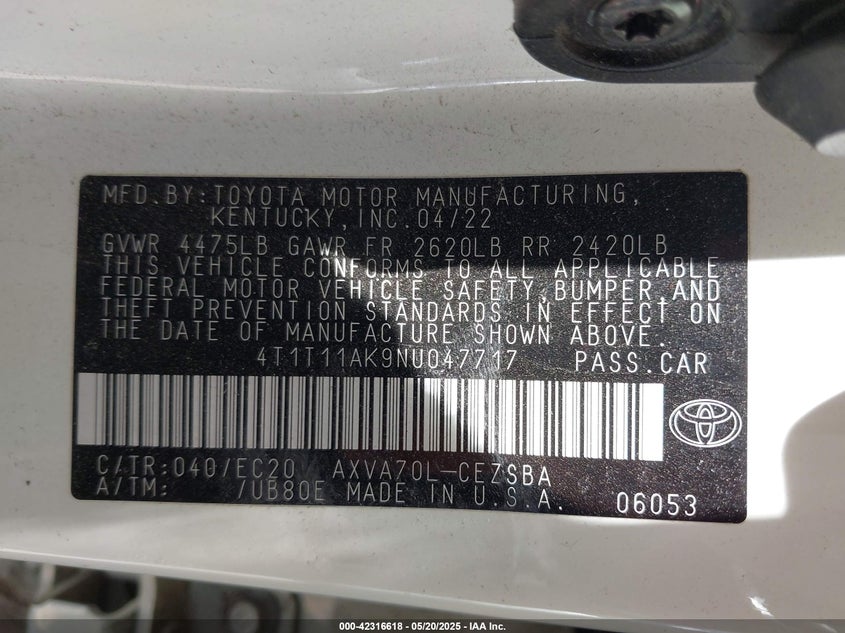 MFD.BY:TOYOTA MOTOR MANUFACTURING,
KENTUCKY,INC.04/22
GVWR 4475LB GAWR FR 2620LB RR 2420LB
THIS VEHICLE CONFORMS TO ALL APPLICABLE
FEDERAL MOTOR VEHICLE SAFETY,BUMPER,AND
THEFT PREVENTION STANDARDS IN EFFECT ON
THE DATE OF MANUFACTURE SHOWN ABOVE.
4T1T11AK9NU047717 PASS.CAR
C/TR:040/EC20 AXVA70L-CEZSBA
A/TM: /UB80E MADE IN U.S.A. 06053
000-42316618 - 05/20/2025 - IAA Inc.